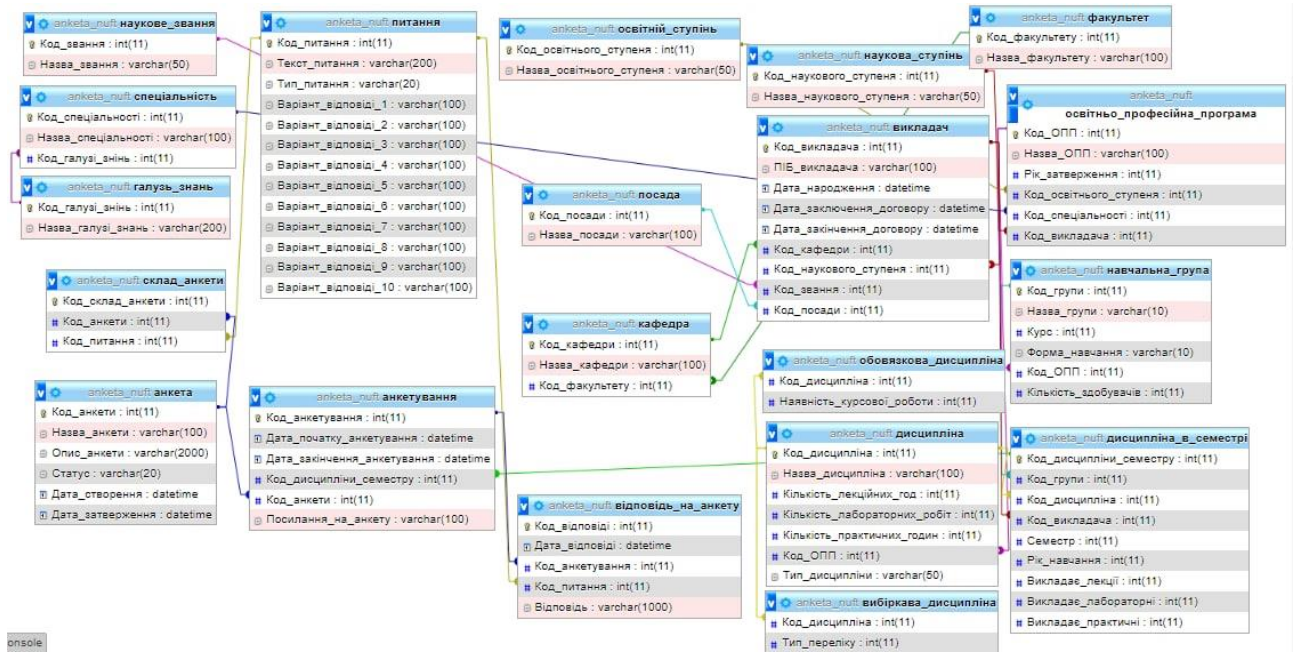 anketa_nuft наукове_звання
Код_звання : int(11)
Назва_звання : varchar(50)
anketa_nuft спеціальність
Код_спеціальності : int(11)
Назва_спеціальності : varchar(100)
Код_галузі_знінь : int(11)
anketa_nuft галузь_знань
Код_галузі_знінь : int(11)
Назва_галузі_знань : varchar(200)
anketa_nuft склад_анкети
Код_склад_анкети : int(11)
Код_анкети : int(11)
Код_питання : int(11)
anketa_nuft анкета
Код_анкети : int(11)
Назва_анкети : varchar(100)
Опис_анкети : varchar(2000)
Статус : varchar(20)
Дата_створення : datetime
Дата_затверження : datetime
anketa_nuft питання
Код_питання : int(11)
Текст_питання : varchar(200)
Тип_питання : varchar(20)
Варіант_відповіді_1 : varchar(100)
Варіант_відповіді_2 : varchar(100)
Варіант_відповіді_3 : varchar(100)
Варіант_відповіді_4 : varchar(100)
Варіант_відповіді_5 : varchar(100)
Варіант_відповіді_6 : varchar(100)
Варіант_відповіді_7 : varchar(100)
Варіант_відповіді_8 : varchar(100)
Варіант_відповіді_9 : varchar(100)
Варіант_відповіді_10 : varchar(100)
anketa_nuft анкетування
Код_анкетування : int(11)
Дата_початку_анкетування : datetime
Дата_закінчення_анкетування : datetime
Код_дисципліни_семестру : int(11)
Код_анкети : int(11)
Посилання_на_анкету : varchar(100)
anketa_nuft освітній_ступінь
Код_освітнього_ступеня : int(11)
Назва_освітнього_ступеня : varchar(50)
anketa_nuft посада
Код_посади : int(11)
Назва_посади : varchar(100)
anketa_nuft кафедра
Код_кафедри : int(11)
Назва_кафедри : varchar(100)
Код_факультету : int(11)
anketa_nuft відповідь_на_анкету
Код_відповіді : int(11)
Дата_відповіді : datetime
Код_анкетування : int(11)
Код_питання : int(11)
Відповідь : varchar(1000)
anketa_nuft наукова_ступінь
Код_наукового_ступеня : int(11)
Назва_наукового_ступеня : varchar(50)
anketa_nuft викладач
Код_викладача : int(11)
ПІБ_викладача : varchar(100)
Дата_народження : datetime
Дата_заключення_договору : datetime
Дата_закінчення_договору : datetime
Код_кафедри : int(11)
Код_наукового_ступеня : int(11)
Код_звання : int(11)
Код_посади : int(11)
anketa_nuft обовязкова_дисципліна
Код_дисципліна : int(11)
Наявність_курсової_роботи : int(11)
anketa_nuft дисципліна
Код_дисципліна : int(11)
Назва_дисципліна : varchar(100)
Кількість_лекційних_год : int(11)
Кількість_лабораторних_робіт : int(11)
Кількість_практичних_годин : int(11)
Код_ОПП : int(11)
Тип_дисципліни : varchar(50)
anketa_nuft вибіркава_дисципліна
Код_дисципліна : int(11)
Тип_переліку : int(11)
anketa_nuft факультет
Код_факультету : int(11)
Назва_факультету : varchar(100)
anketa_nuft
освітньо_професійна_програма
Код_ОПП : int(11)
Назва_ОПП : varchar(100)
Рік_затверження : int(11)
Код_освітнього_ступеня : int(11)
Код_спеціальності : int(11)
Код_викладача : int(11)
anketa_nuft навчальна_група
Код_групи : int(11)
Назва_групи : varchar(10)
Курс : int(11)
Форма_навчання : varchar(10)
Код_ОПП : int(11)
Кількість_здобувачів : int(11)
anketa_nuft дисципліна_в_семестрі
Код_дисципліни_семестру : int(11)
Код_групи : int(11)
Код_дисципліна : int(11)
Код_викладача : int(11)
Семестр : int(11)
Рік_навчання : int(11)
Викладає_лекції : int(11)
Викладає_лабораторні : int(11)
Викладає_практичні : int(11)
onsole